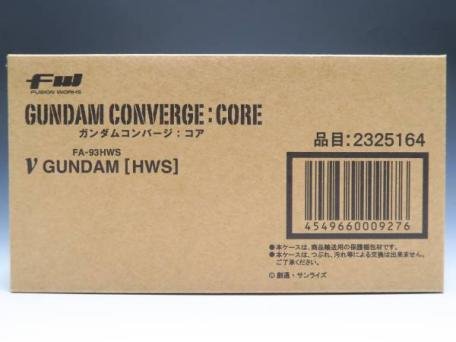 FW
FUSION WORKS
GUNDAM CONVERGE:CORE
ガンダムコンバージ:コア
FA-93HWS
ν GUNDAM [HWS]
品目:2325164
4549660009276
●本ケースは、商品輸送用の保護梱包材です。
●本ケースは、つぶれ、汚れ等による交換は出来ません。
ご了承ください。
© 創通・サンライズ